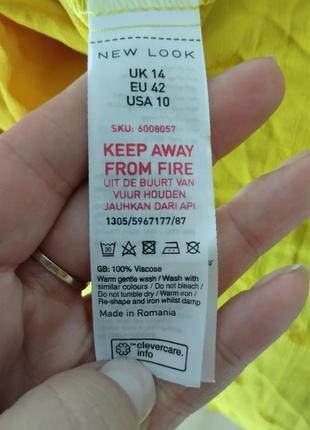 NEW LOOK
UK 14
EU 42
USA 10
SKU: 6008057
KEEP AWAY
FROM FIRE
UIT DE BUURT VAN
VUUR HOUDEN
JAUHKAN DARI API
1305/5967177/87
30
GB: 100% Viscose
Warm gentle wash / Wash with
similar colours / Do not bleach /
Do not tumble dry / Warm iron /
Re-shape and iron whilst damp
Made in Romania
clevercare.
info